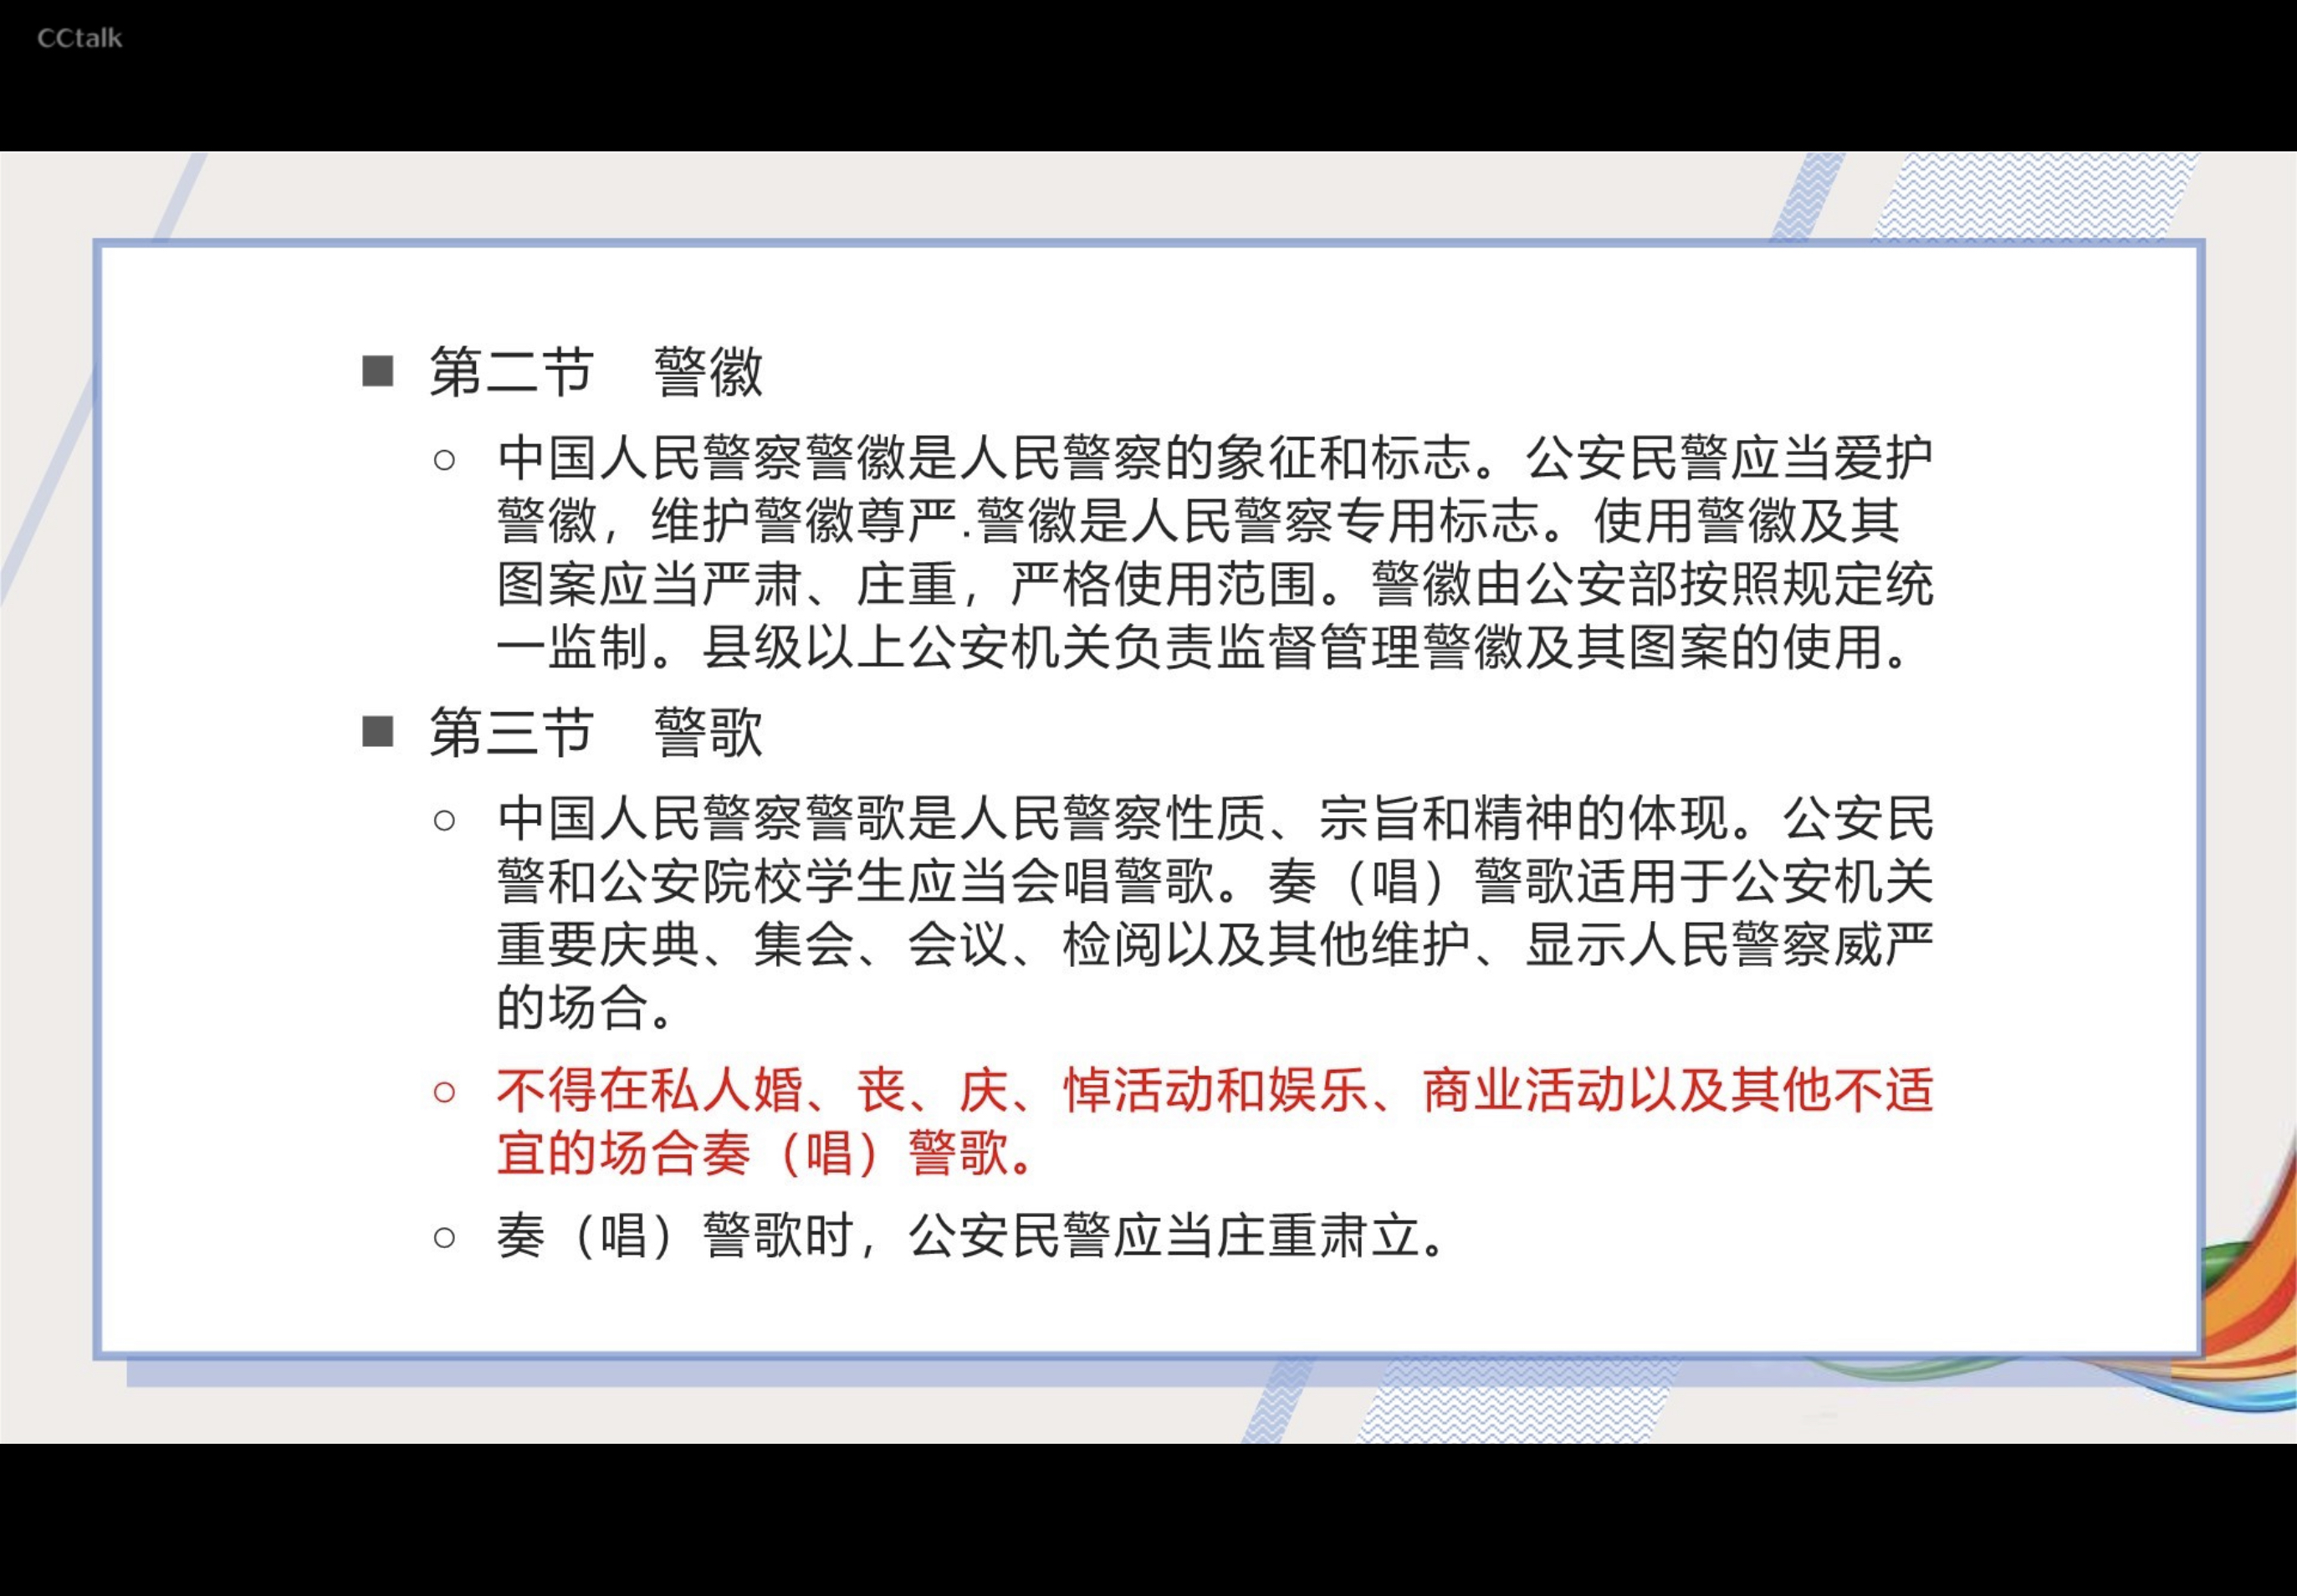 CCtalk
■ 第二节　警徽
○ 中国人民警察警徽是人民警察的象征和标志。公安民警应当爱护
警徽，维护警徽尊严.警徽是人民警察专用标志。使用警徽及其
图案应当严肃、庄重，严格使用范围。警徽由公安部按照规定统
一监制。县级以上公安机关负责监督管理警徽及其图案的使用。
■ 第三节　警歌
○ 中国人民警察警歌是人民警察性质、宗旨和精神的体现。公安民
警和公安院校学生应当会唱警歌。奏（唱）警歌适用于公安机关
重要庆典、集会、会议、检阅以及其他维护、显示人民警察威严
的场合。
○ 不得在私人婚、丧、庆、悼活动和娱乐、商业活动以及其他不适
宜的场合奏（唱）警歌。
○ 奏（唱）警歌时，公安民警应当庄重肃立。